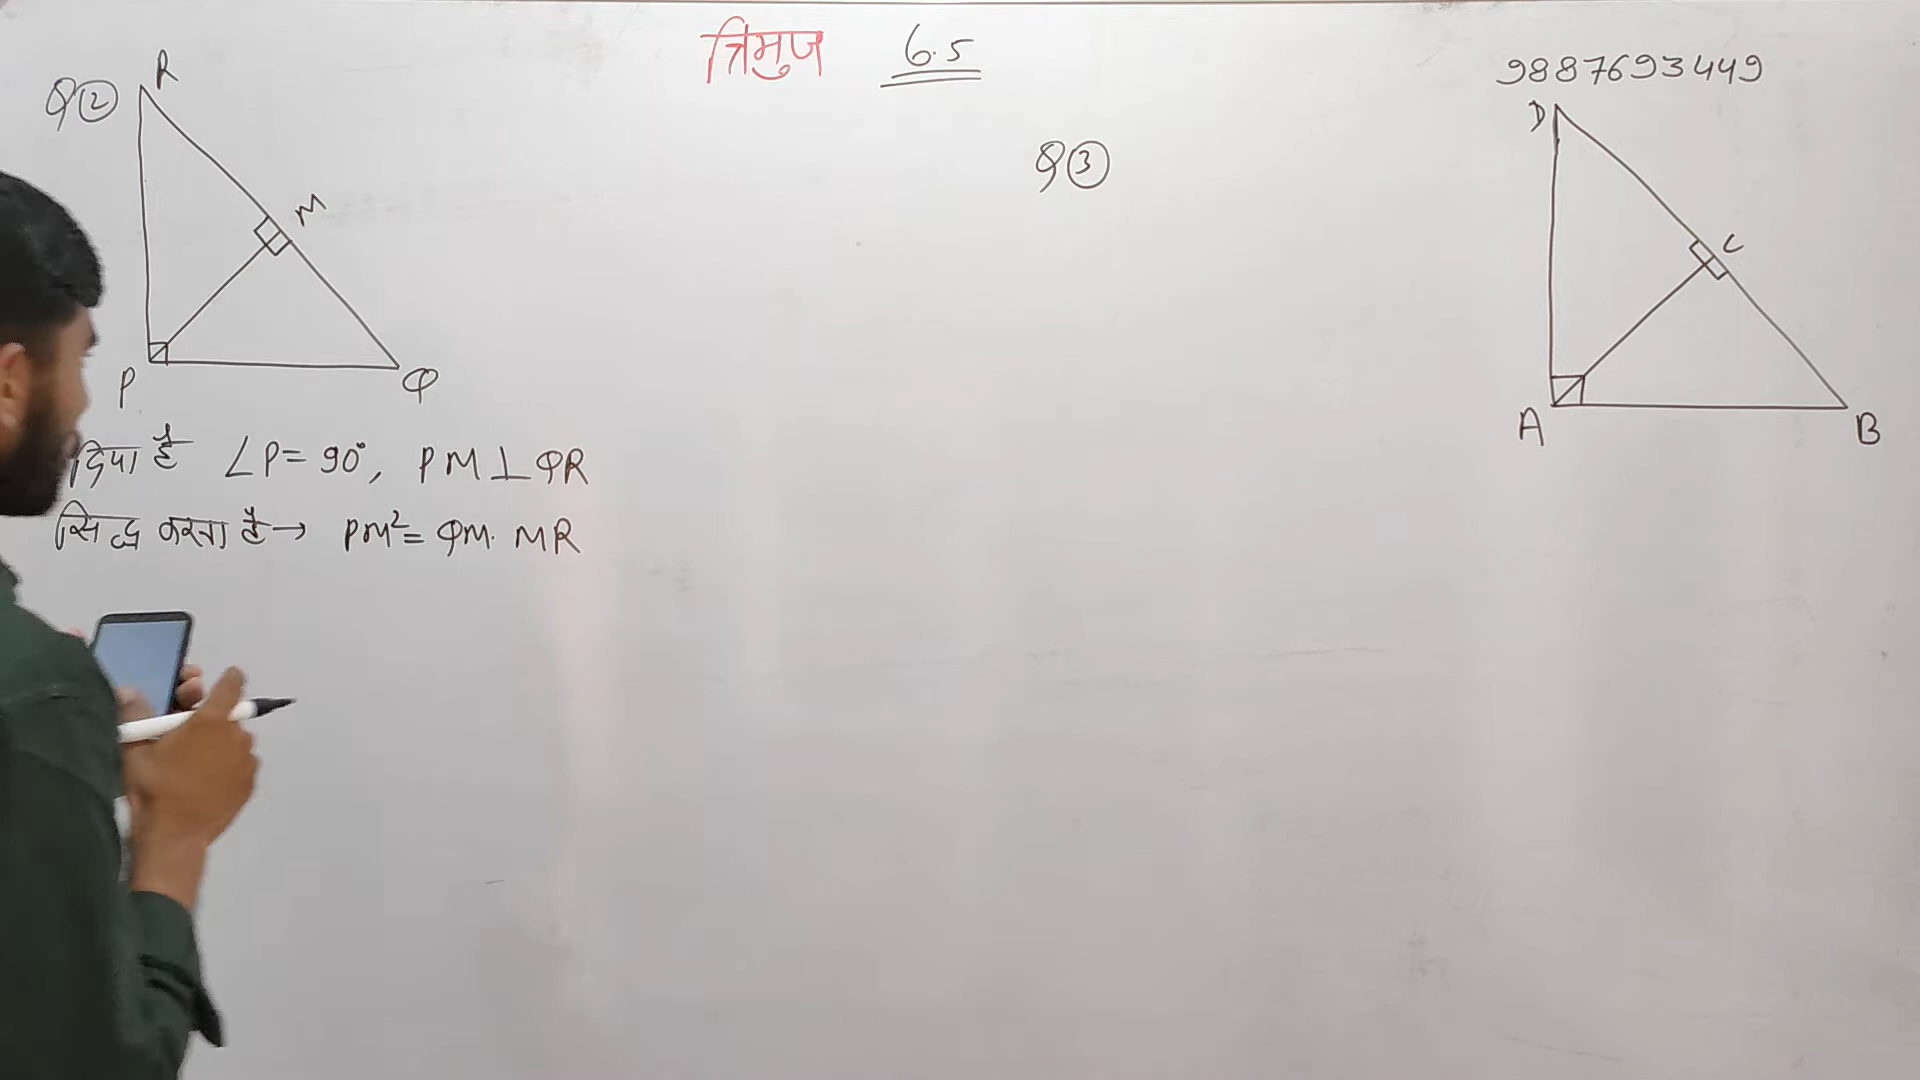 त्रिभुज 6.5
9887693449
Q②
R
M
P
Q
दिया है ∠P= 90°, PM⊥QR
सिद्ध करना है→ PM²= QM. MR
Q③
D
C
A
B